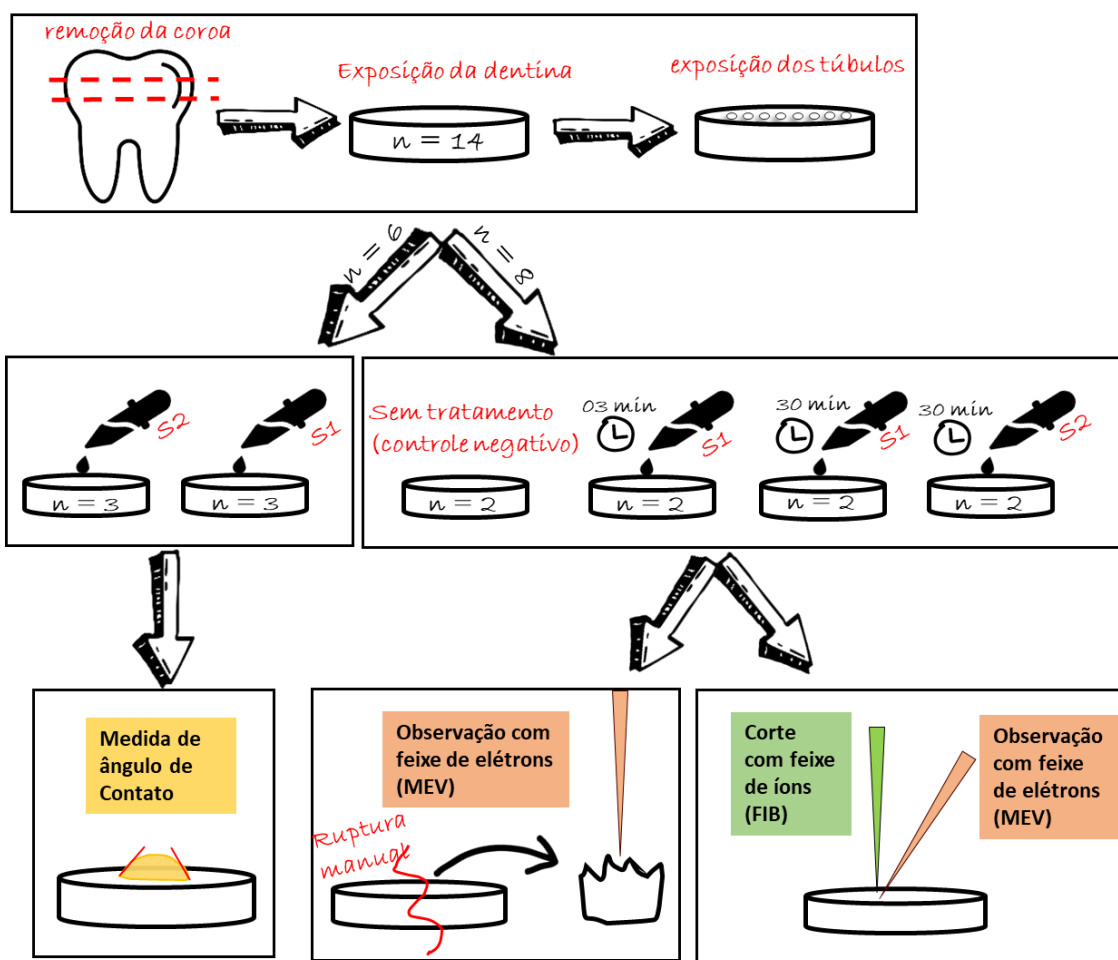 remoção da coroa
Exposição da dentina
exposição dos túbulos
n = 14
n = 6
n = 8
S2
S1
n = 3
n = 3
Sem tratamento
(controle negativo)
03 min
S1
30 min
S1
30 min
S2
n = 2
n = 2
n = 2
n = 2
Medida de
ângulo de
Contato
Observação com
feixe de elétrons
(MEV)
Ruptura
manual
Corte
com feixe
de íons
(FIB)
Observação
com feixe
de elétrons
(MEV)